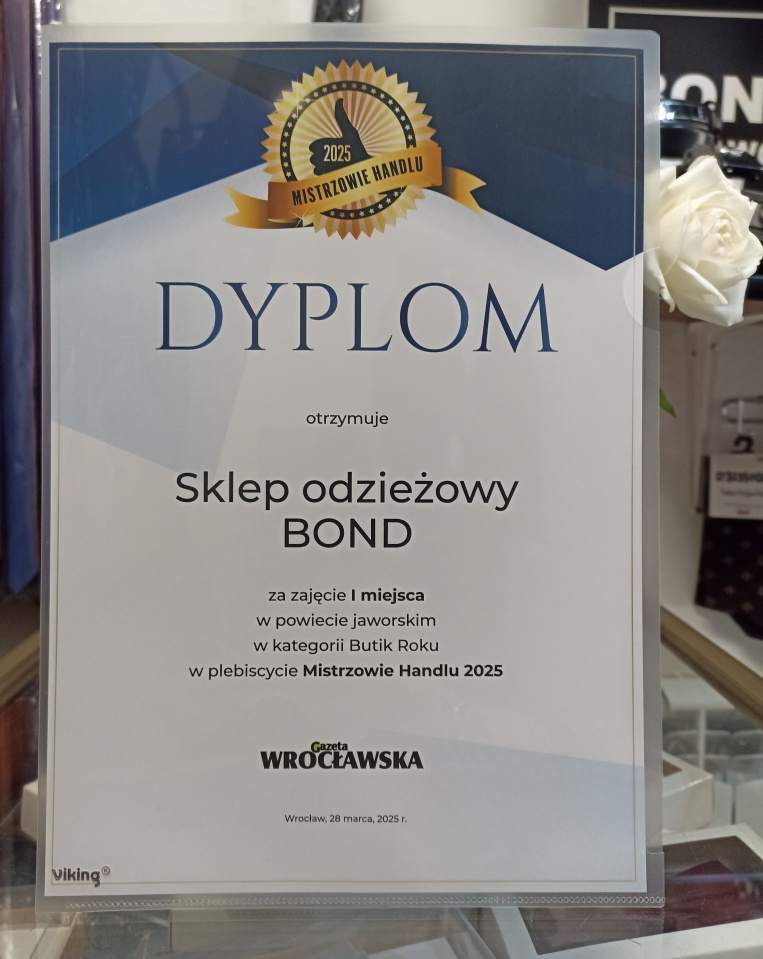 2025
MISTRZOWIE HANDLU
DYPLOM
otrzymuje
Sklep odzieżowy
BOND
za zajęcie I miejsca
w powiecie jaworskim
w kategorii Butik Roku
w plebiscycie Mistrzowie Handlu 2025
Gazeta
WROCŁAWSKA
Wrocław, 28 marca, 2025 r.
Viking®